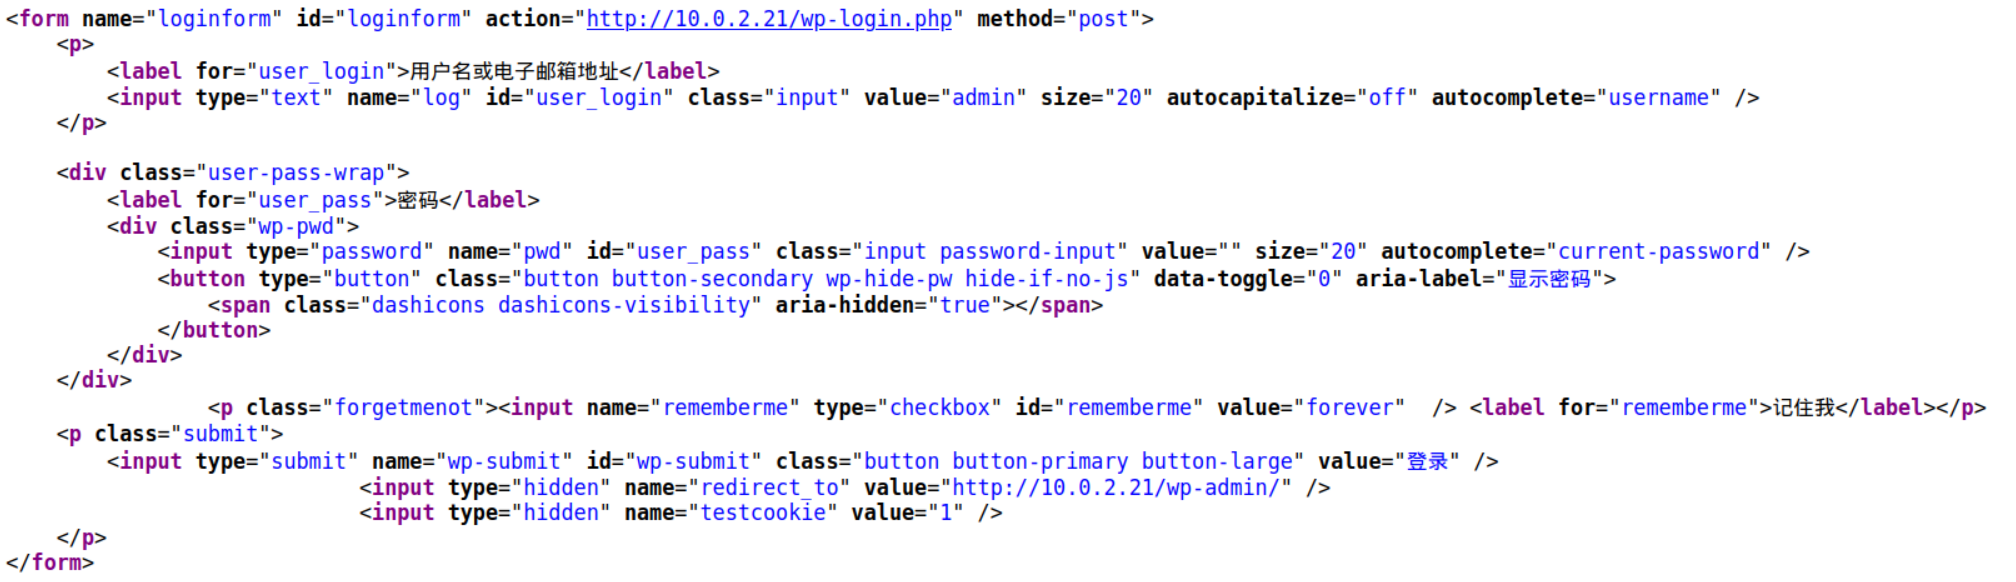 <form name="loginform" id="loginform" action="http://10.0.2.21/wp-login.php" method="post">
<p>
<label for="user_login">用户名或电子邮箱地址</label>
<input type="text" name="log" id="user_login" class="input" value="admin" size="20" autocapitalize="off" autocomplete="username" />
</p>
<div class="user-pass-wrap">
<label for="user_pass">密码</label>
<div class="wp-pwd">
<input type="password" name="pwd" id="user_pass" class="input password-input" value="" size="20" autocomplete="current-password" />
<button type="button" class="button button-secondary wp-hide-pw hide-if-no-js" data-toggle="0" aria-label="显示密码">
<span class="dashicons dashicons-visibility" aria-hidden="true"></span>
</button>
</div>
</div>
<p class="forgetmenot"><input name="rememberme" type="checkbox" id="rememberme" value="forever"  /> <label for="rememberme">记住我</label></p>
<p class="submit">
<input type="submit" name="wp-submit" id="wp-submit" class="button button-primary button-large" value="登录" />
<input type="hidden" name="redirect_to" value="http://10.0.2.21/wp-admin/" />
<input type="hidden" name="testcookie" value="1" />
</p>
</form>